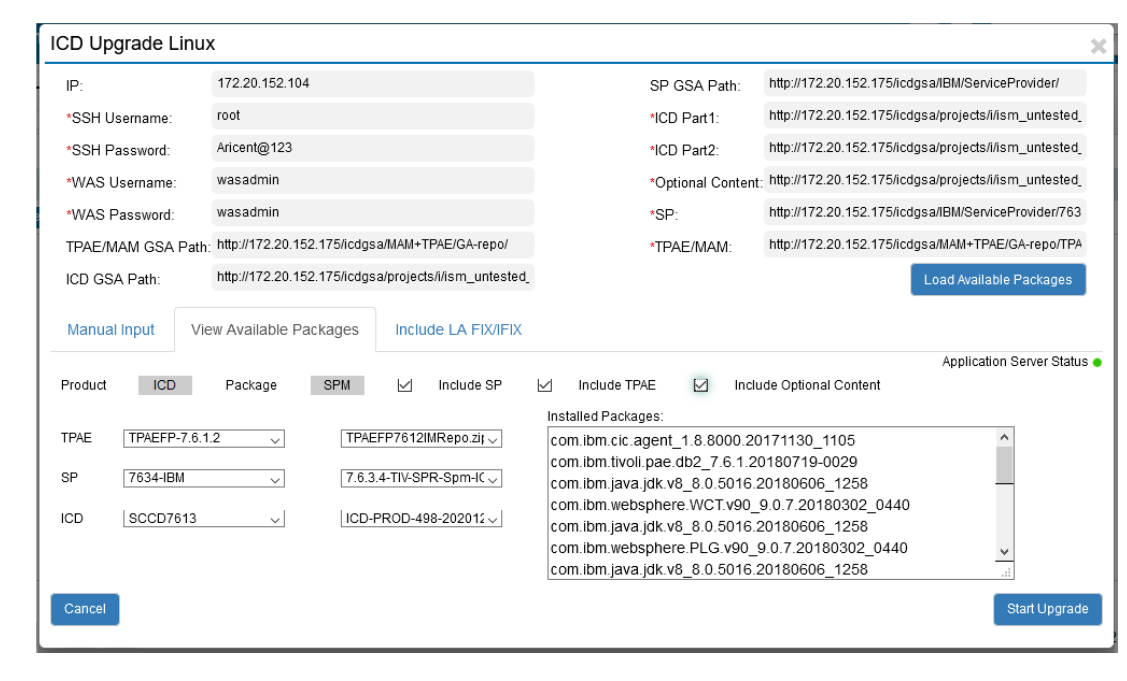 ICD Upgrade Linux
IP: 172.20.152.104 SP GSA Path: http://172.20.152.175/icdgsa/IBM/ServiceProvider/
*SSH Username: root *ICD Part1: http://172.20.152.175/icdgsa/projects/i/ism_untested_
*SSH Password: Aricent@123 *ICD Part2: http://172.20.152.175/icdgsa/projects/i/ism_untested_
*WAS Username: wasadmin *Optional Content: http://172.20.152.175/icdgsa/projects/i/ism_untested_
*WAS Password: wasadmin *SP: http://172.20.152.175/icdgsa/IBM/ServiceProvider/763
TPAE/MAM GSA Path: http://172.20.152.175/icdgsa/MAM+TPAE/GA-repo/ *TPAE/MAM: http://172.20.152.175/icdgsa/MAM+TPAE/GA-repo/TPA
ICD GSA Path: http://172.20.152.175/icdgsa/projects/i/ism_untested_ Load Available Packages
Manual Input View Available Packages Include LA FIX/IFIX
Application Server Status
Product ICD Package SPM Include SP Include TPAE Include Optional Content
Installed Packages:
TPAE TPAEFP-7.6.1.2 TPAEFP7612IMRepo.zip
SP 7634-IBM 7.6.3.4-TIV-SPR-Spm-IC
ICD SCCD7613 ICD-PROD-498-202012
com.ibm.cic.agent_1.8.8000.20171130_1105
com.ibm.tivoli.pae.db2_7.6.1.20180719-0029
com.ibm.java.jdk.v8_8.0.5016.20180606_1258
com.ibm.websphere.WCT.v90_9.0.7.20180302_0440
com.ibm.java.jdk.v8_8.0.5016.20180606_1258
com.ibm.websphere.PLG.v90_9.0.7.20180302_0440
com.ibm.java.jdk.v8_8.0.5016.20180606_1258
Cancel Start Upgrade